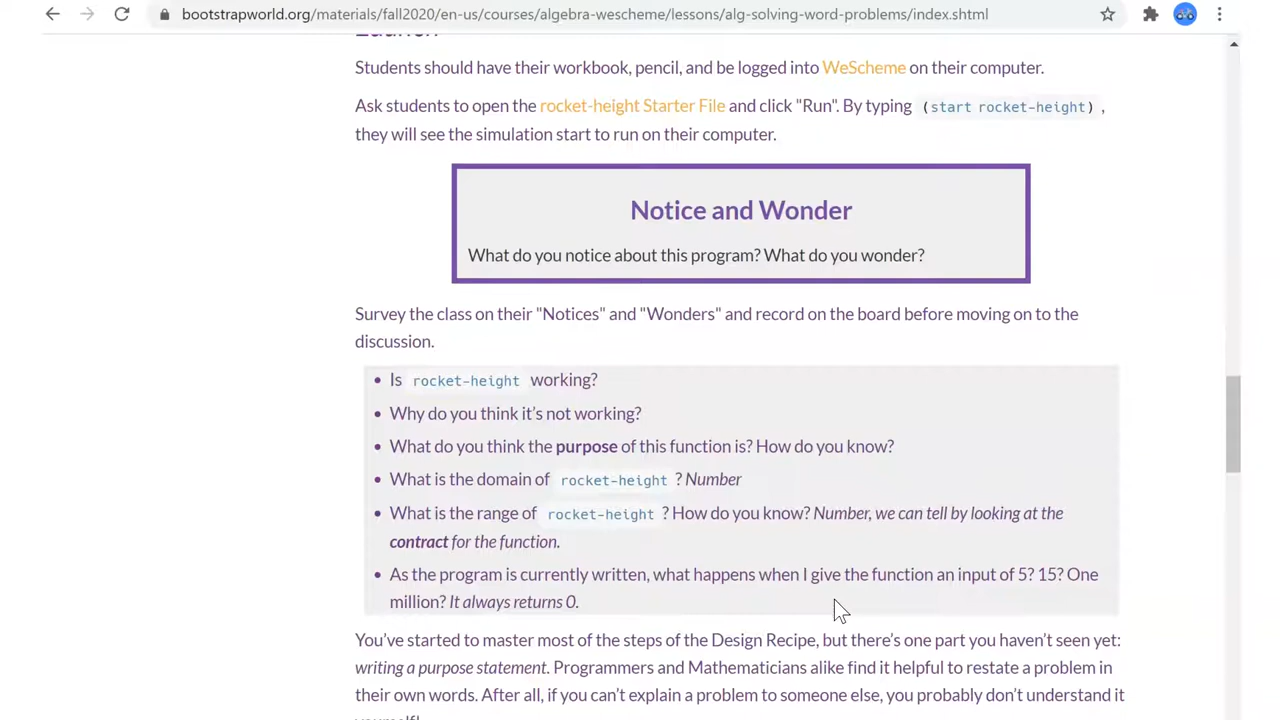 bootstrapworld.org/materials/fall2020/en-us/courses/algebra-wescheme/lessons/alg-solving-word-problems/index.shtml
Students should have their workbook, pencil, and be logged into WeScheme on their computer.
Ask students to open the rocket-height Starter File and click "Run". By typing (start rocket-height) ,
they will see the simulation start to run on their computer.
Notice and Wonder
What do you notice about this program? What do you wonder?
Survey the class on their "Notices" and "Wonders" and record on the board before moving on to the
discussion.
• Is rocket-height working?
• Why do you think it’s not working?
• What do you think the purpose of this function is? How do you know?
• What is the domain of rocket-height ? Number
• What is the range of rocket-height ? How do you know? Number, we can tell by looking at the
contract for the function.
• As the program is currently written, what happens when I give the function an input of 5? 15? One
million? It always returns 0.
You’ve started to master most of the steps of the Design Recipe, but there’s one part you haven’t seen yet:
writing a purpose statement. Programmers and Mathematicians alike find it helpful to restate a problem in
their own words. After all, if you can’t explain a problem to someone else, you probably don’t understand it